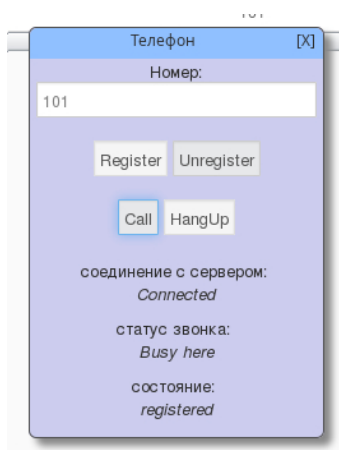 Телефон [X]
Номер:
101
Register Unregister
Call HangUp
соединение с сервером:
Connected
статус звонка:
Busy here
состояние:
registered